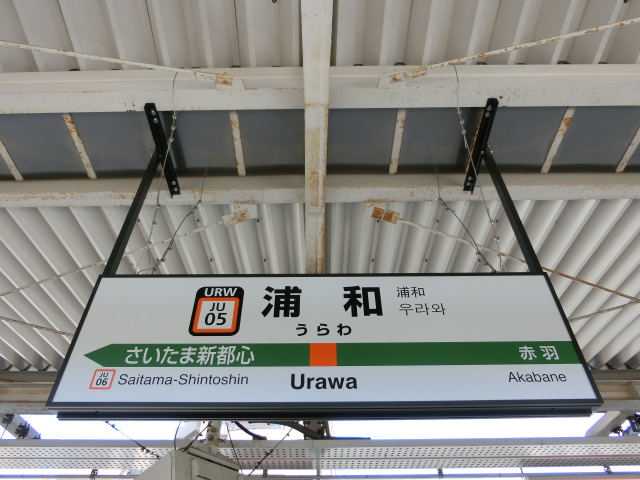 URW
JU
05
浦和
浦和
우라와
うらわ
さいたま新都心
赤羽
JU
06
Saitama-Shintoshin
Urawa
Akabane